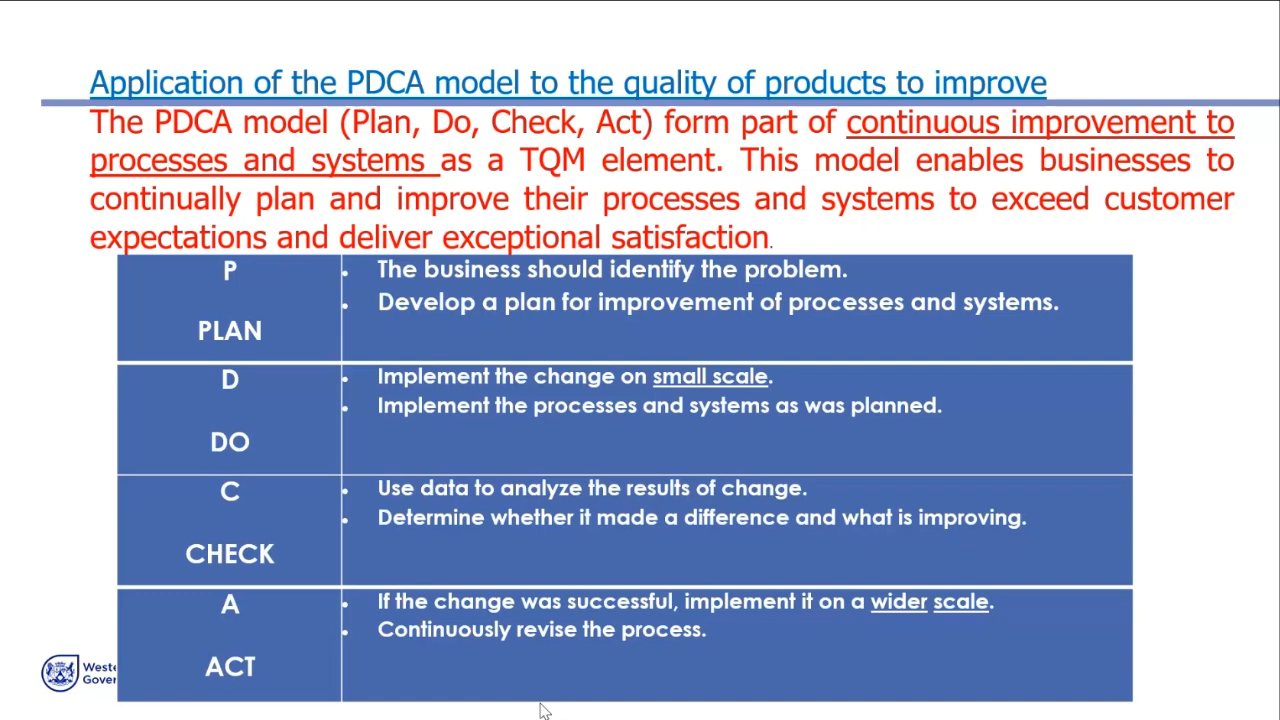 Application of the PDCA model to the quality of products to improve
The PDCA model (Plan, Do, Check, Act) form part of continuous improvement to
processes and systems as a TQM element. This model enables businesses to
continually plan and improve their processes and systems to exceed customer
expectations and deliver exceptional satisfaction.
P
PLAN
• The business should identify the problem.
• Develop a plan for improvement of processes and systems.
D
DO
• Implement the change on small scale.
• Implement the processes and systems as was planned.
C
CHECK
• Use data to analyze the results of change.
• Determine whether it made a difference and what is improving.
A
ACT
• If the change was successful, implement it on a wider scale.
• Continuously revise the process.
Weste
Gover